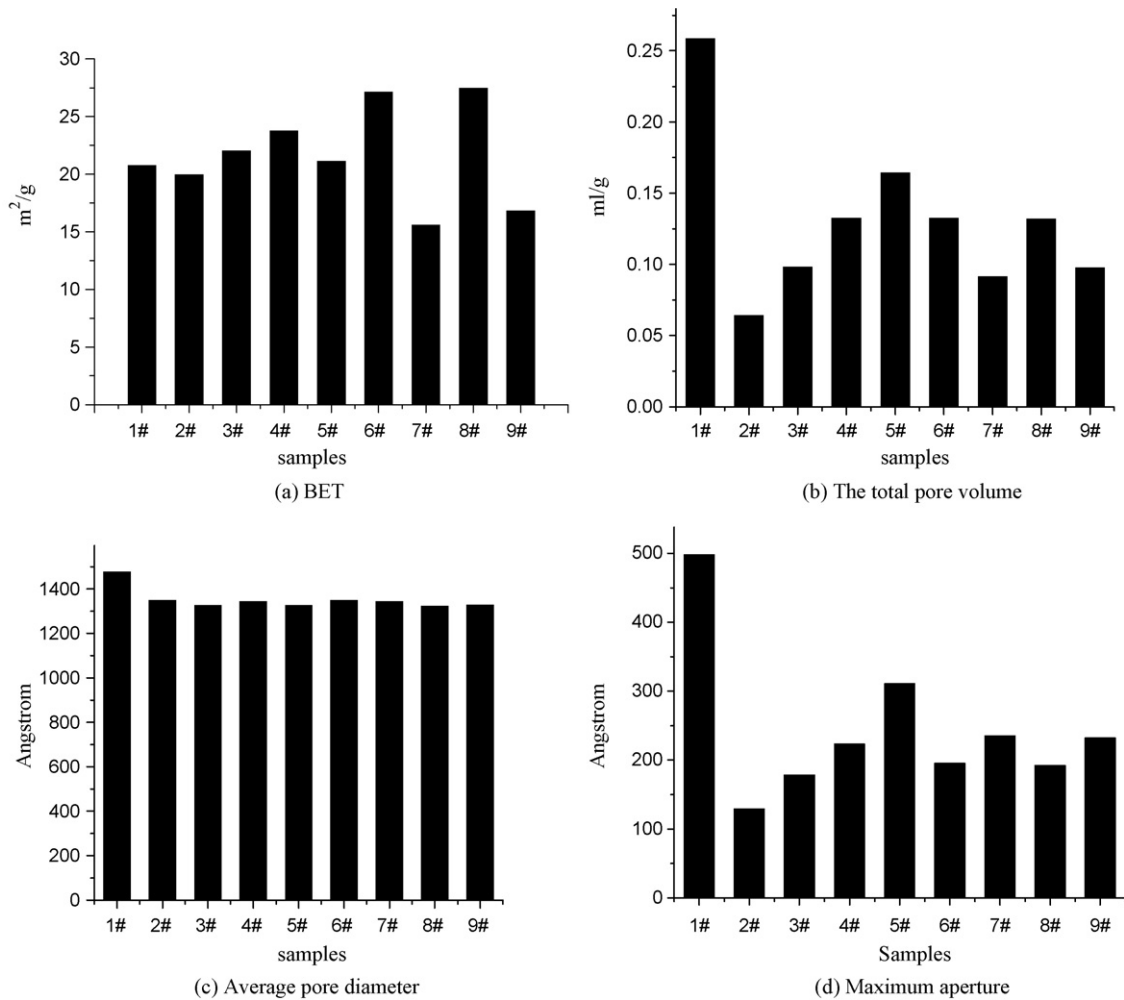 30
25
20
15
10
5
0
m²/g
1# 2# 3# 4# 5# 6# 7# 8# 9#
samples
(a) BET
0.25
0.20
0.15
0.10
0.05
0.00
ml/g
1# 2# 3# 4# 5# 6# 7# 8# 9#
samples
(b) The total pore volume
1400
1200
1000
800
600
400
200
0
Angstrom
1# 2# 3# 4# 5# 6# 7# 8# 9#
samples
(c) Average pore diameter
500
400
300
200
100
0
Angstrom
1# 2# 3# 4# 5# 6# 7# 8# 9#
Samples
(d) Maximum aperture